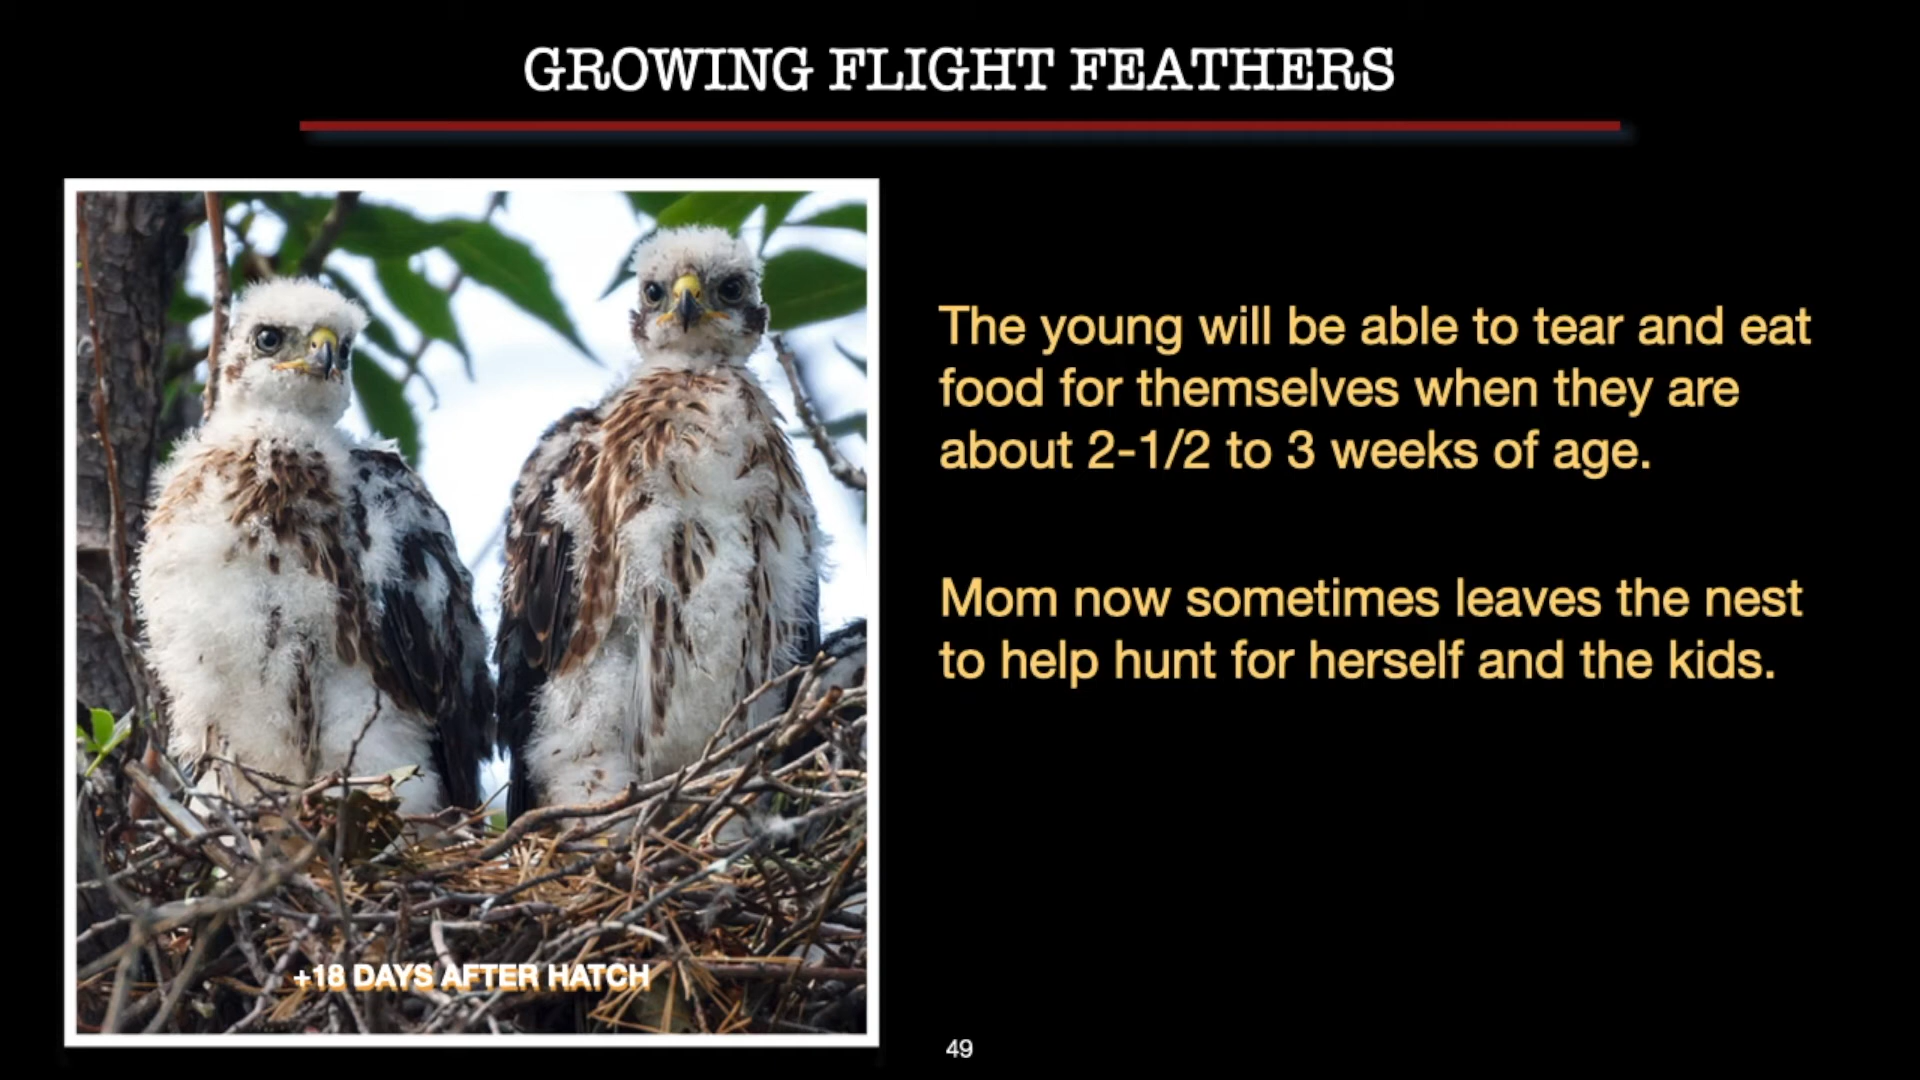 GROWING FLIGHT FEATHERS
The young will be able to tear and eat
food for themselves when they are
about 2-1/2 to 3 weeks of age.
Mom now sometimes leaves the nest
to help hunt for herself and the kids.
+18 DAYS AFTER HATCH
49